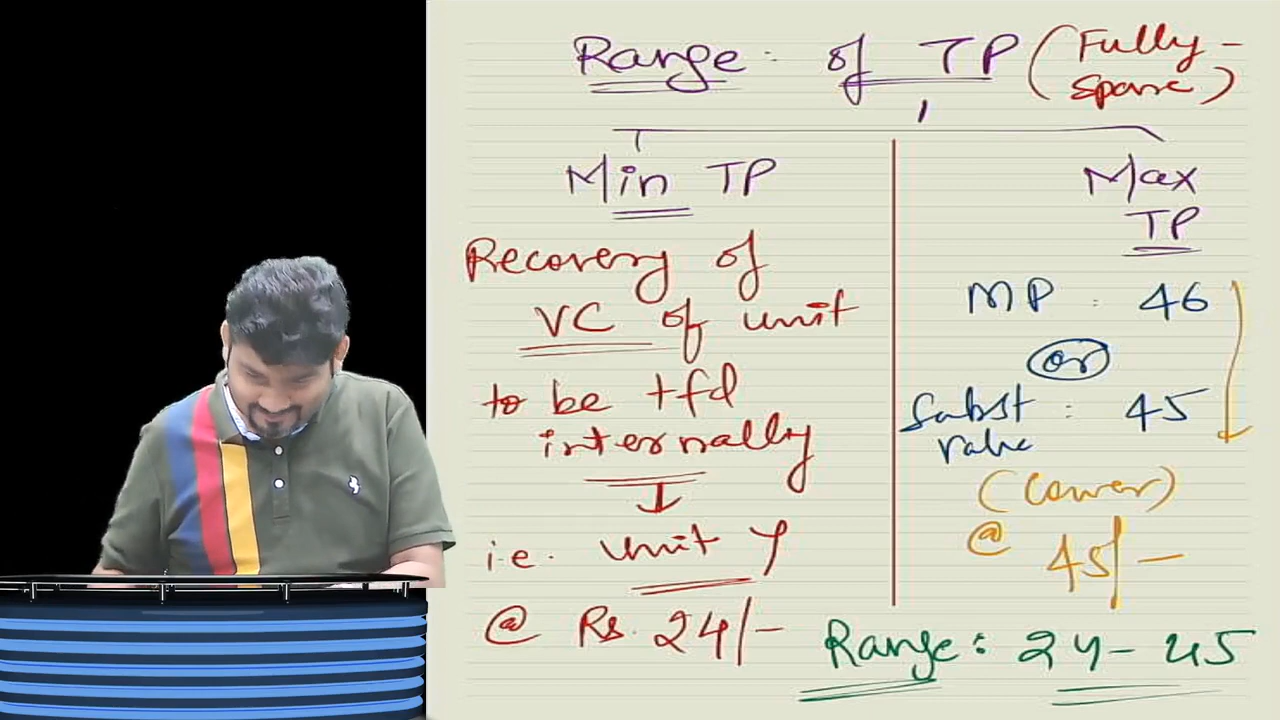 Range: of TP (Fully-
Spare)
Min TP
Recovery of
VC of unit
to be tfd
internally
i.e. Unit Y
@ Rs. 24/-
Max
TP
MP : 46
or
Subst : 45
value
(Lower)
@ 45/-
Range: 24-45